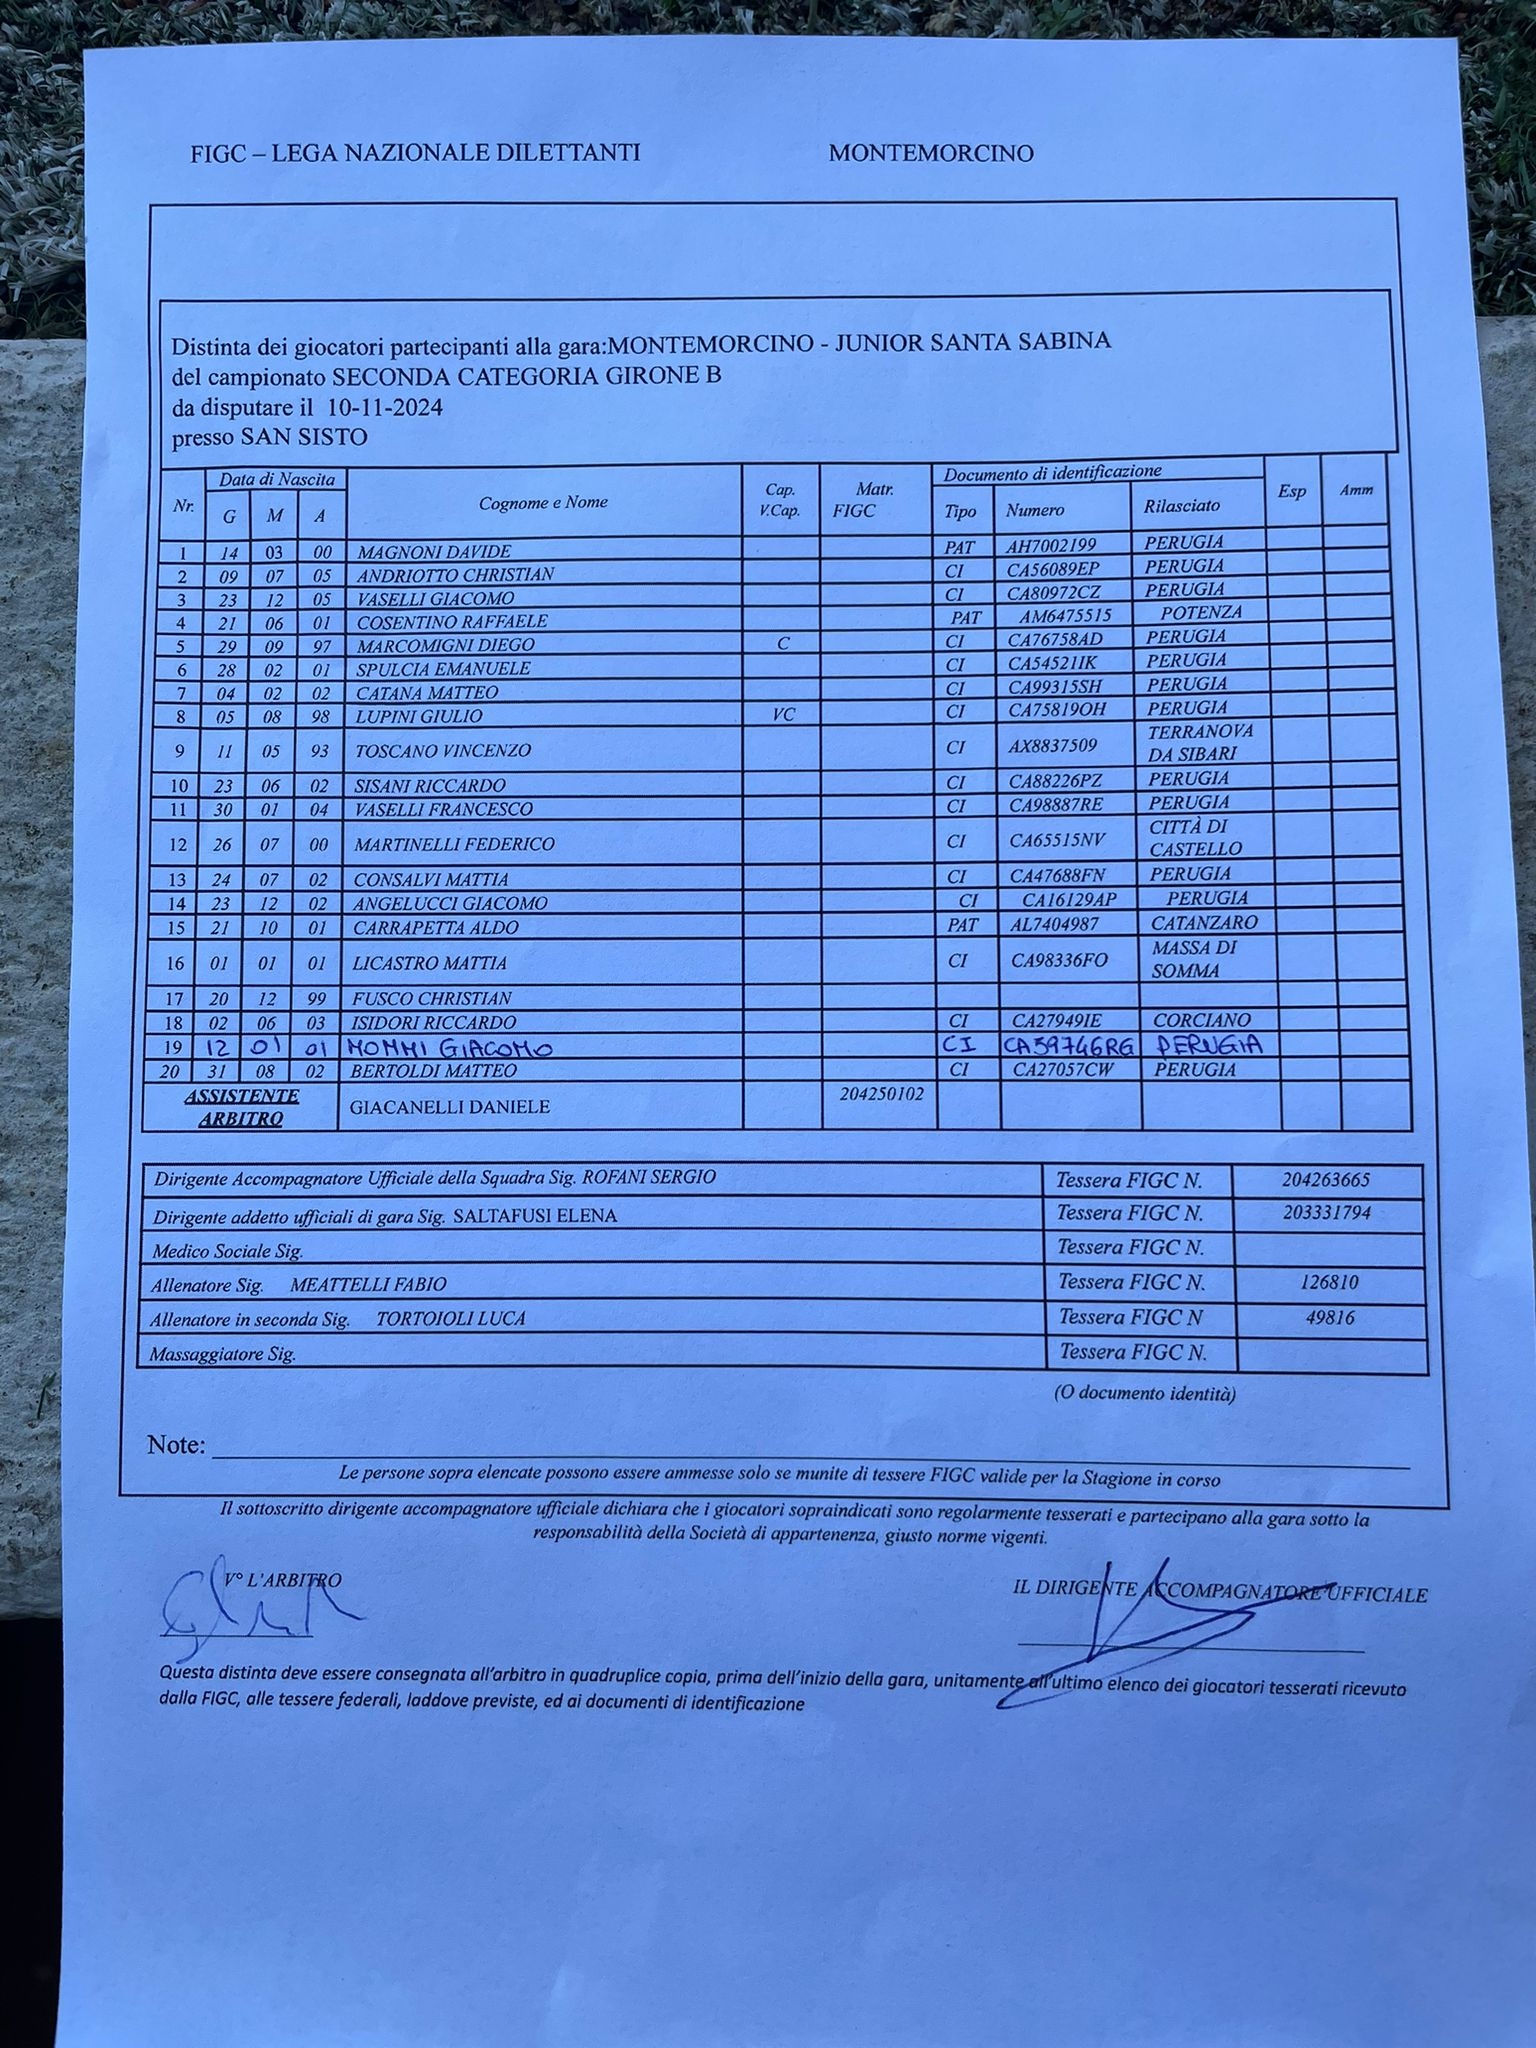 FIGC – LEGA NAZIONALE DILETTANTI MONTEMORCINO
Distinta dei giocatori partecipanti alla gara:MONTEMORCINO - JUNIOR SANTA SABINA
del campionato SECONDA CATEGORIA GIRONE B
da disputare il 10-11-2024
presso SAN SISTO
Nr. Data di Nascita Cognome e Nome Cap. V.Cap. Matr. FIGC Documento di identificazione Esp Amm
G M A Tipo Numero Rilasciato
1 14 03 00 MAGNONI DAVIDE PAT AH7002199 PERUGIA
2 09 07 05 ANDRIOTTO CHRISTIAN CI CA56089EP PERUGIA
3 23 12 05 VASELLI GIACOMO CI CA80972CZ PERUGIA
4 21 06 01 COSENTINO RAFFAELE PAT AM6475515 POTENZA
5 29 09 97 MARCOMIGNI DIEGO C CI CA76758AD PERUGIA
6 28 02 01 SPULCIA EMANUELE CI CA54521IK PERUGIA
7 04 02 02 CATANA MATTEO CI CA99315SH PERUGIA
8 05 08 98 LUPINI GIULIO VC CI CA75819OH PERUGIA
9 11 05 93 TOSCANO VINCENZO CI AX8837509 TERRANOVA DA SIBARI
10 23 06 02 SISANI RICCARDO CI CA88226PZ PERUGIA
11 30 01 04 VASELLI FRANCESCO CI CA98887RE PERUGIA
12 26 07 00 MARTINELLI FEDERICO CI CA65515NV CITTÀ DI CASTELLO
13 24 07 02 CONSALVI MATTIA CI CA47688FN PERUGIA
14 23 12 02 ANGELUCCI GIACOMO CI CA16129AP PERUGIA
15 21 10 01 CARRAPETTA ALDO PAT AL7404987 CATANZARO
16 01 01 01 LICASTRO MATTIA CI CA98336FO MASSA DI SOMMA
17 20 12 99 FUSCO CHRISTIAN
18 02 06 03 ISIDORI RICCARDO CI CA27949IE CORCIANO
19 12 01 01 MOMMI GIACOMO CI CA59746RG PERUGIA
20 31 08 02 BERTOLDI MATTEO CI CA27057CW PERUGIA
ASSISTENTE ARBITRO GIACANELLI DANIELE 204250102
Dirigente Accompagnatore Ufficiale della Squadra Sig. ROFANI SERGIO Tessera FIGC N. 204263665
Dirigente addetto ufficiali di gara Sig. SALTAFUSI ELENA Tessera FIGC N. 203331794
Medico Sociale Sig. Tessera FIGC N.
Allenatore Sig. MEATTELLI FABIO Tessera FIGC N. 126810
Allenatore in seconda Sig. TORTOIOLI LUCA Tessera FIGC N 49816
Massaggiatore Sig. Tessera FIGC N.
(O documento identità)
Note:
Le persone sopra elencate possono essere ammesse solo se munite di tessere FIGC valide per la Stagione in corso
Il sottoscritto dirigente accompagnatore ufficiale dichiara che i giocatori sopraindicati sono regolarmente tesserati e partecipano alla gara sotto la
responsabilità della Società di appartenenza, giusto norme vigenti.
V° L'ARBITRO IL DIRIGENTE ACCOMPAGNATORE UFFICIALE
Questa distinta deve essere consegnata all'arbitro in quadruplice copia, prima dell'inizio della gara, unitamente all'ultimo elenco dei giocatori tesserati ricevuto
dalla FIGC, alle tessere federali, laddove previste, ed ai documenti di identificazione